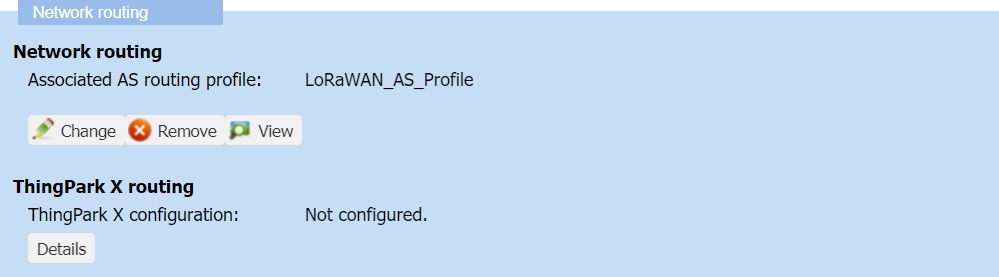 Network routing
Network routing
Associated AS routing profile: LoRaWAN_AS_Profile
Change Remove View
ThingPark X routing
ThingPark X configuration: Not configured.
Details